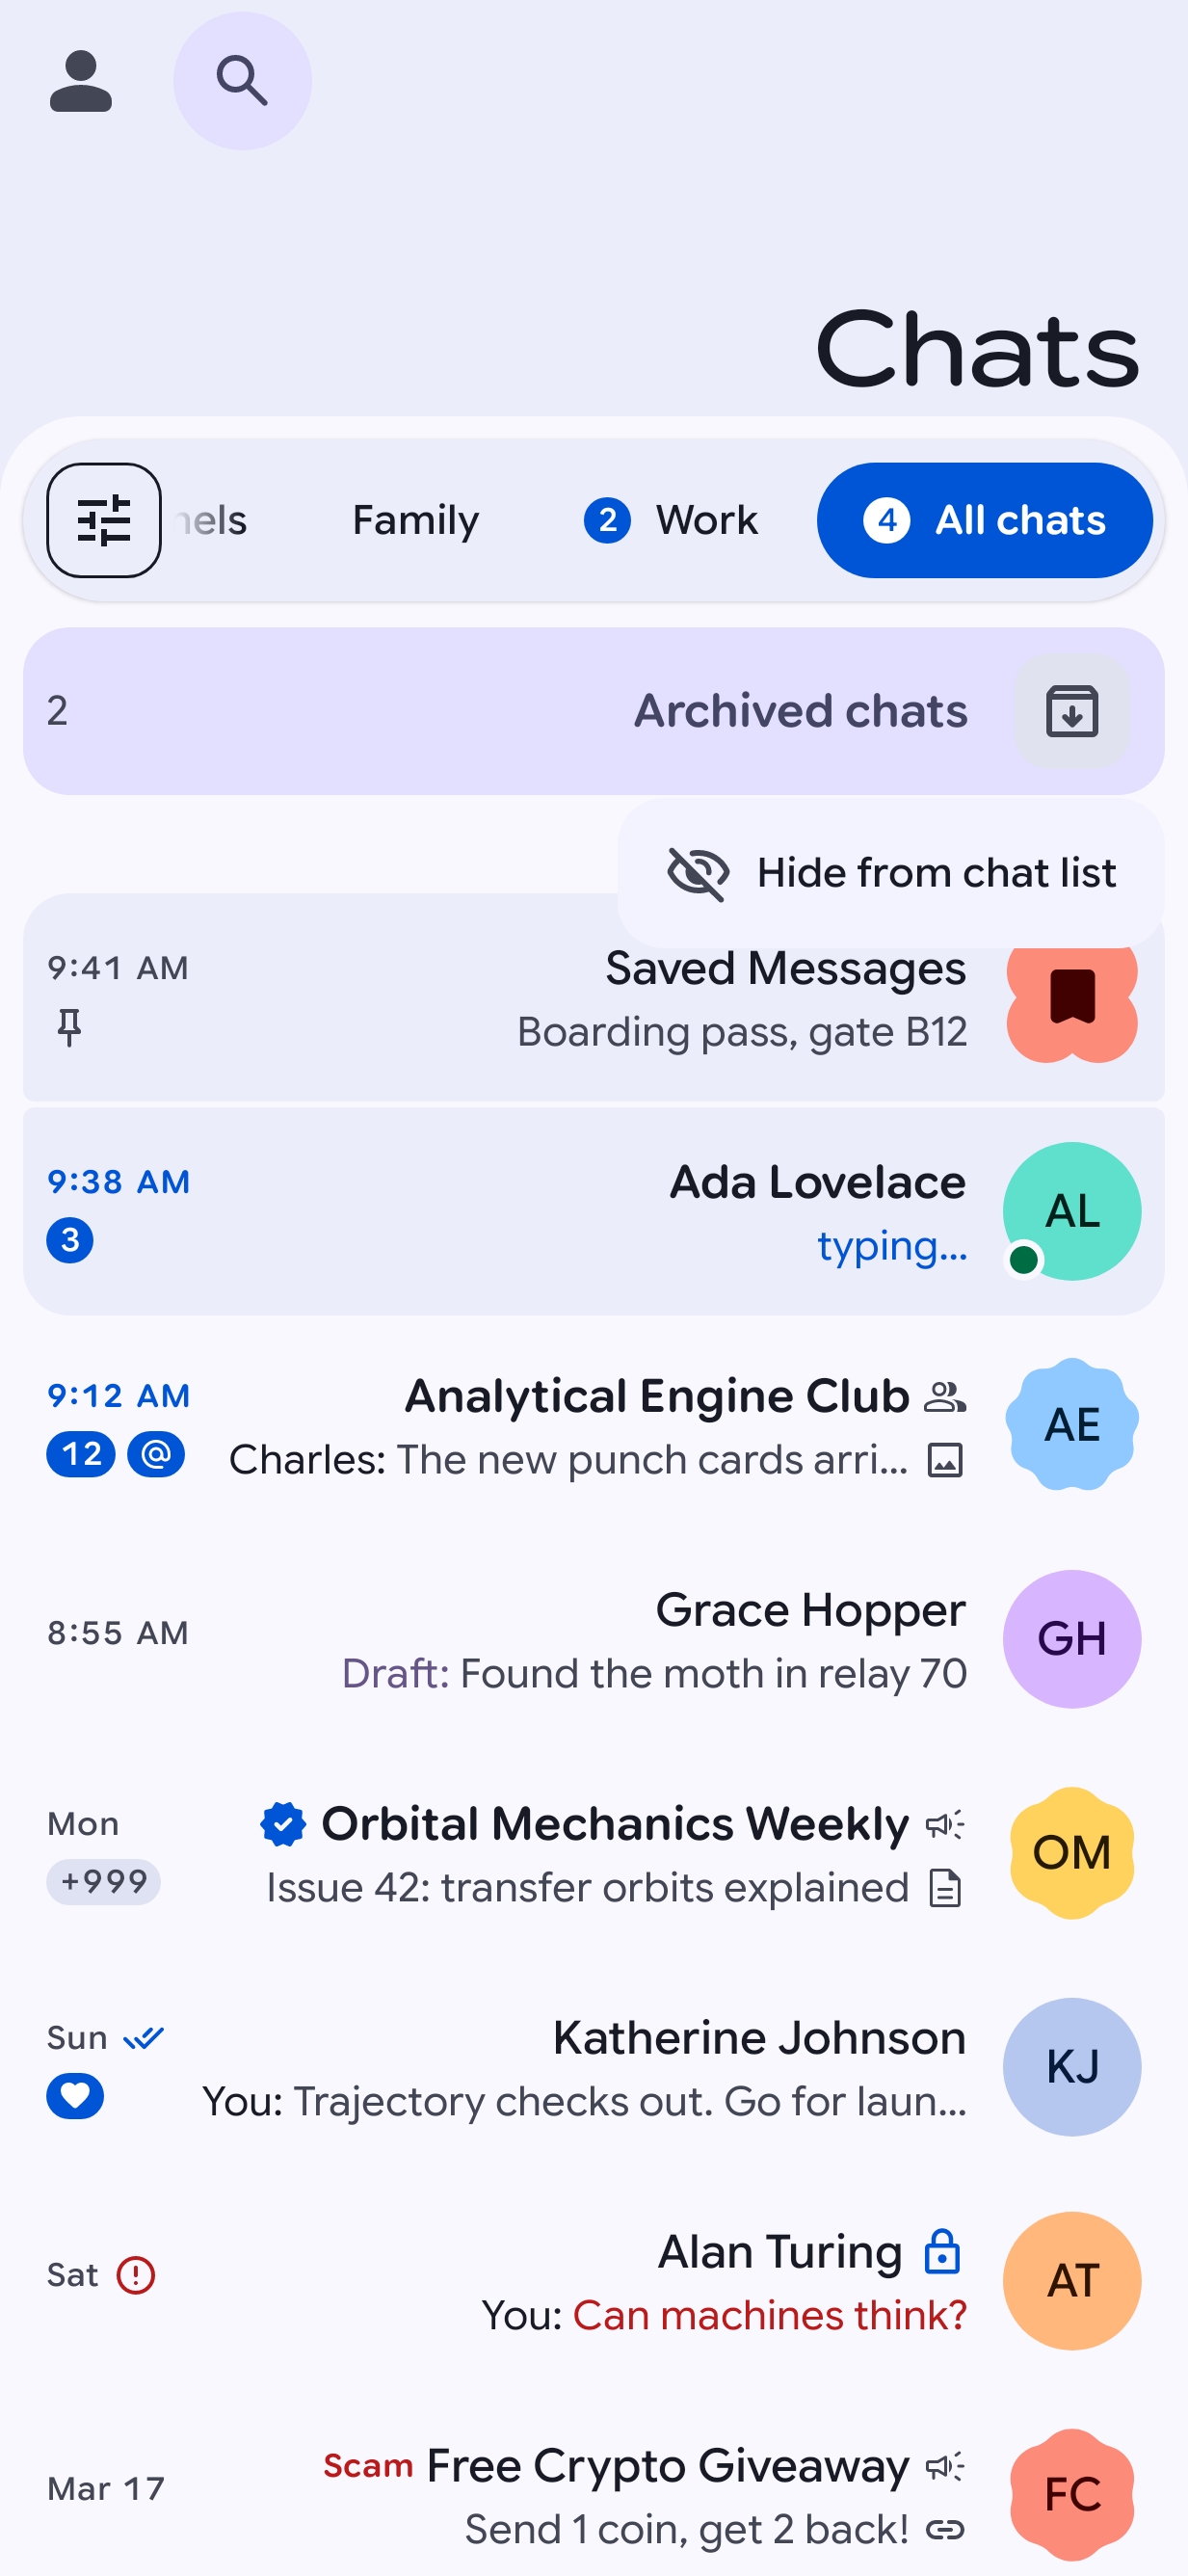 Chats
All chats
4
Work
2
Family
nels
Archived chats
2
Hide from chat list
Saved Messages
9:41 AM
Boarding pass, gate B12
AL
Ada Lovelace
9:38 AM
typing...
3
AE
Analytical Engine Club
9:12 AM
Charles: The new punch cards arri...
12 @
GH
Grace Hopper
8:55 AM
Draft: Found the moth in relay 70
OM
Orbital Mechanics Weekly
Mon
Issue 42: transfer orbits explained
+999
KJ
Katherine Johnson
Sun
You: Trajectory checks out. Go for laun...
AT
Alan Turing
Sat
You: Can machines think?
FC
Scam Free Crypto Giveaway
Mar 17
Send 1 coin, get 2 back!